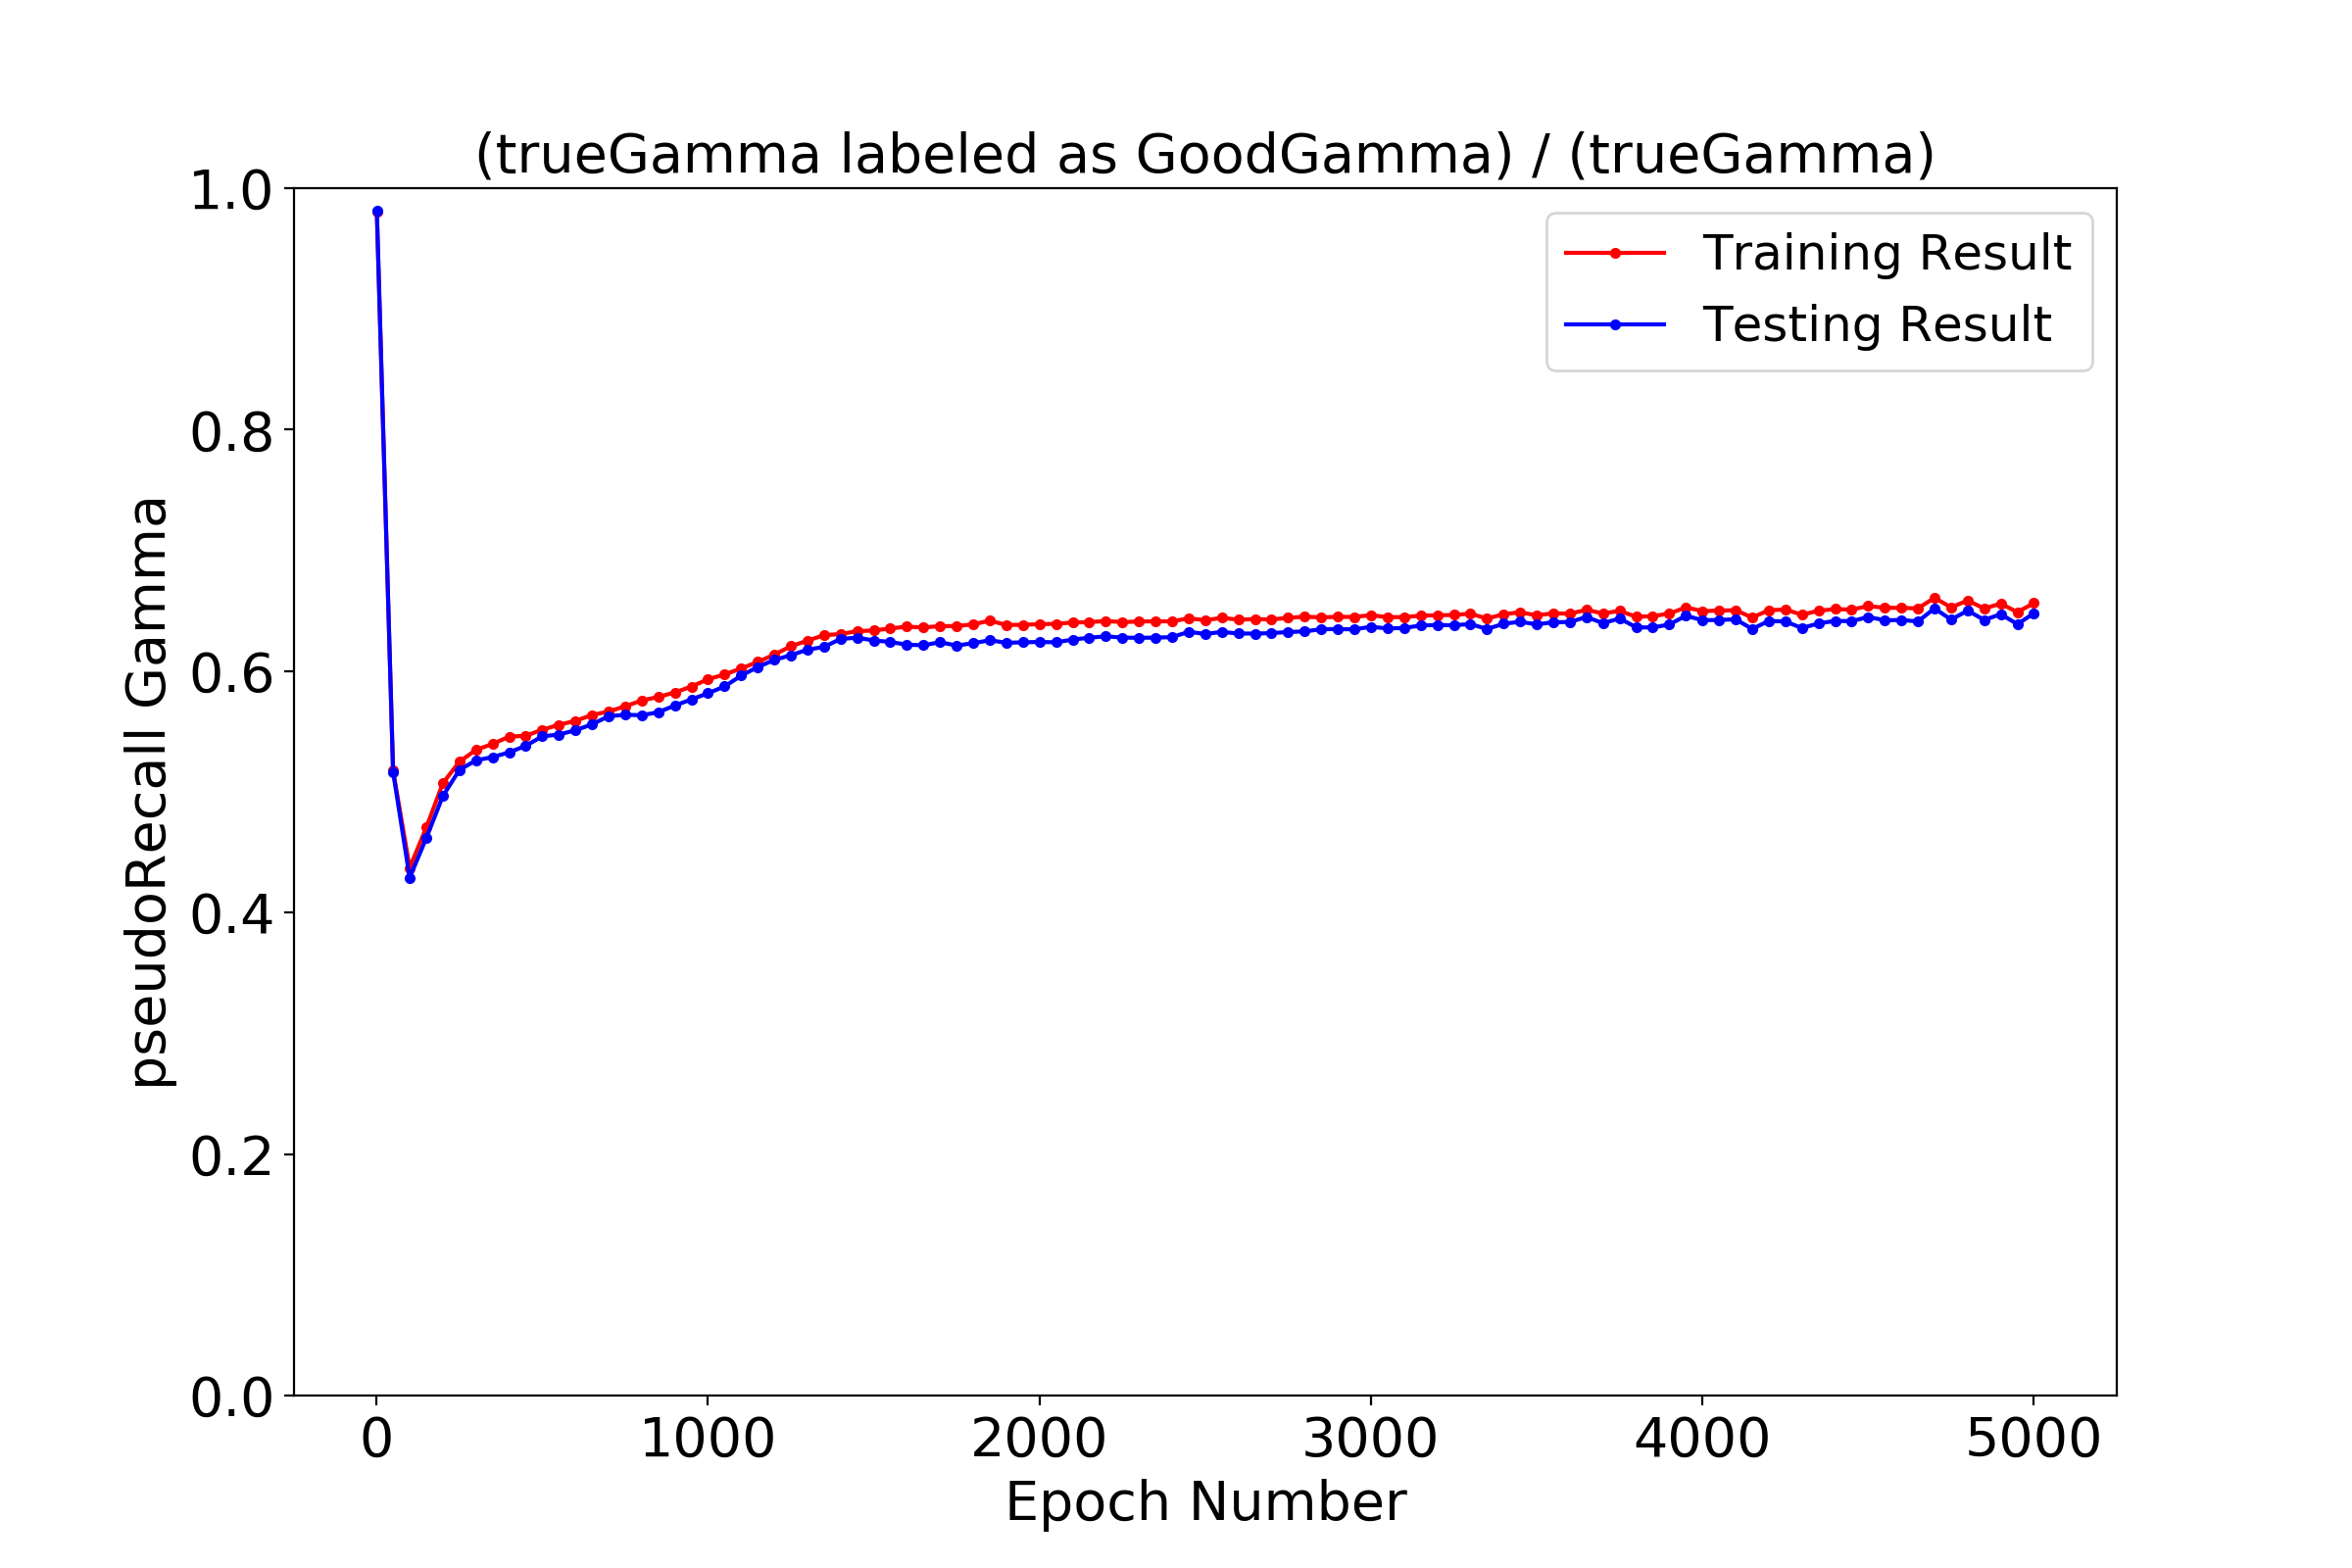 (trueGamma labeled as GoodGamma) / (trueGamma)
Training Result
Testing Result
pseudoRecall Gamma
1.0
0.8
0.6
0.4
0.2
0.0
0 1000 2000 3000 4000 5000
Epoch Number